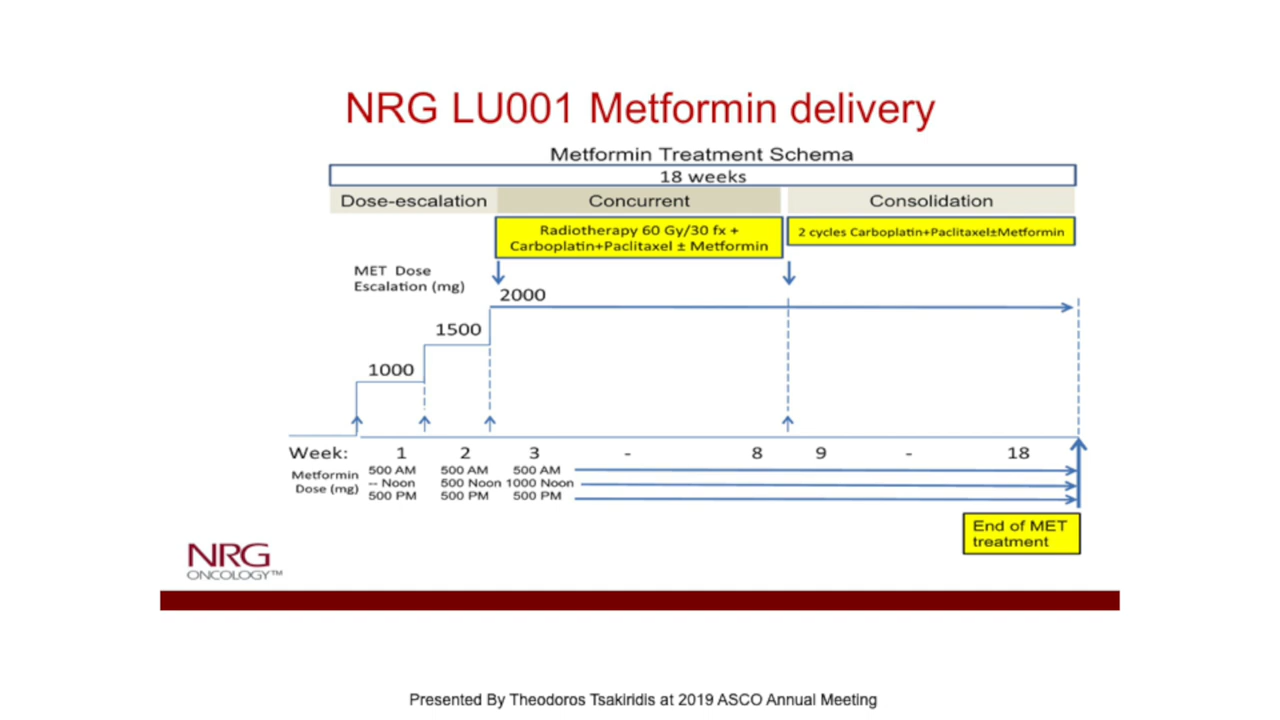 NRG LU001 Metformin delivery
Metformin Treatment Schema
18 weeks
Dose-escalation Concurrent Consolidation
Radiotherapy 60 Gy/30 fx +
Carboplatin+Paclitaxel ± Metformin
2 cycles Carboplatin+Paclitaxel±Metformin
MET Dose
Escalation (mg)
2000
1500
1000
Week: 1 2 3 - 8 9 - 18
Metformin
Dose (mg)
500 AM 500 AM 500 AM
-- Noon 500 Noon 1000 Noon
500 PM 500 PM 500 PM
End of MET
treatment
NRG
ONCOLOGY™
Presented By Theodoros Tsakiridis at 2019 ASCO Annual Meeting